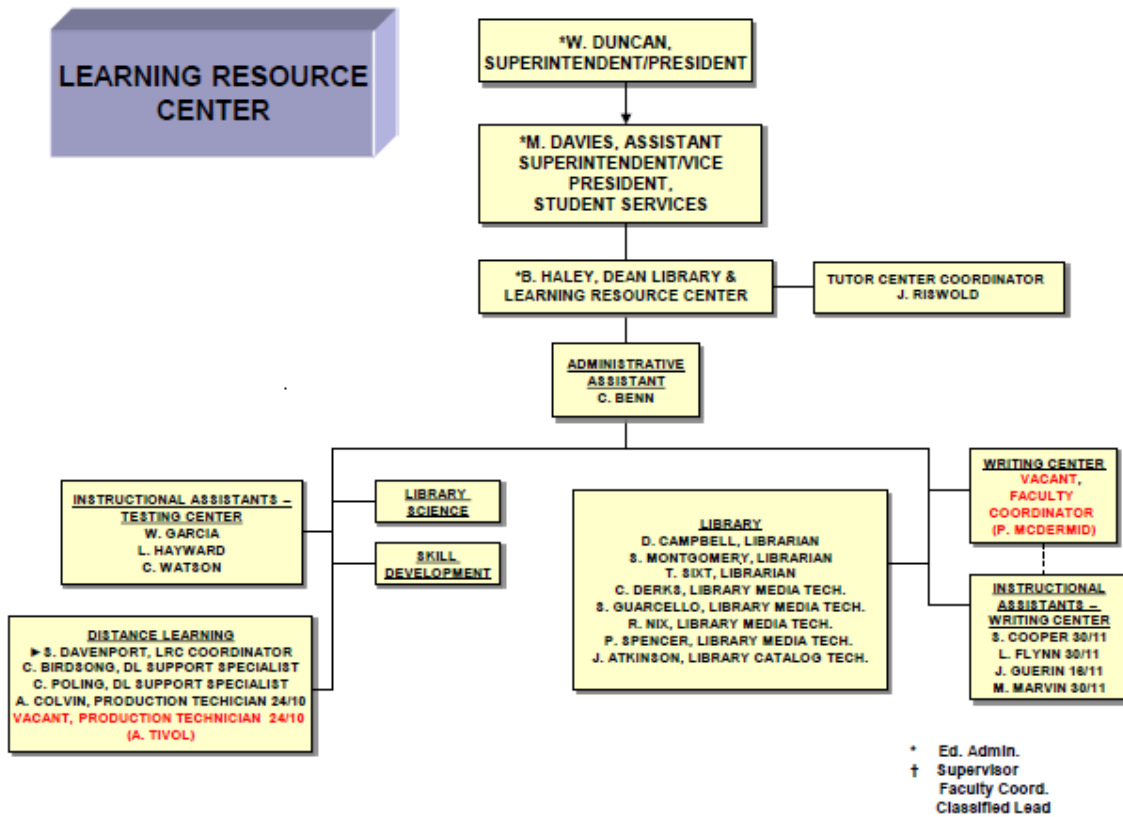 LEARNING RESOURCE
CENTER
*W. DUNCAN,
SUPERINTENDENT/PRESIDENT
*M. DAVIES, ASSISTANT
SUPERINTENDENT/VICE
PRESIDENT,
STUDENT SERVICES
*B. HALEY, DEAN LIBRARY &
LEARNING RESOURCE CENTER
TUTOR CENTER COORDINATOR
J. RISWOLD
ADMINISTRATIVE
ASSISTANT
C. BENN
INSTRUCTIONAL ASSISTANTS –
TESTING CENTER
W. GARCIA
L. HAYWARD
C. WATSON
LIBRARY
SCIENCE
SKILL
DEVELOPMENT
DISTANCE LEARNING
►S. DAVENPORT, LRC COORDINATOR
C. BIRDSONG, DL SUPPORT SPECIALIST
C. POLING, DL SUPPORT SPECIALIST
A. COLVIN, PRODUCTION TECHICIAN 24/10
VACANT, PRODUCTION TECHNICIAN 24/10
(A. TIVOL)
LIBRARY
D. CAMPBELL, LIBRARIAN
S. MONTGOMERY, LIBRARIAN
T. SIXT, LIBRARIAN
C. DERKS, LIBRARY MEDIA TECH.
S. GUARCELLO, LIBRARY MEDIA TECH.
R. NIX, LIBRARY MEDIA TECH.
P. SPENCER, LIBRARY MEDIA TECH.
J. ATKINSON, LIBRARY CATALOG TECH.
WRITING CENTER
VACANT,
FACULTY
COORDINATOR
(P. MCDERMID)
INSTRUCTIONAL
ASSISTANTS –
WRITING CENTER
S. COOPER 30/11
L. FLYNN 30/11
J. GUERIN 16/11
M. MARVIN 30/11
* Ed. Admin.
† Supervisor
Faculty Coord.
Classified Lead